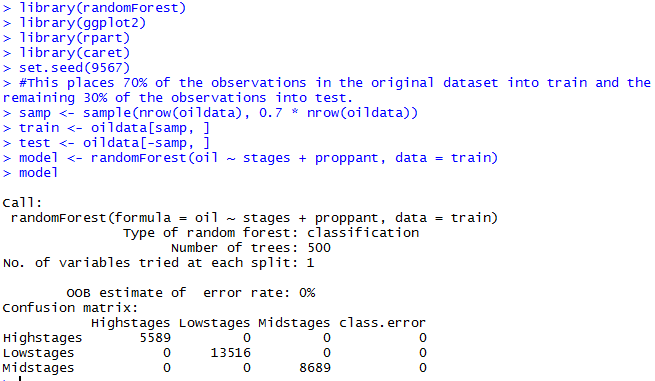 > library(randomForest)
> library(ggplot2)
> library(rpart)
> library(caret)
> set.seed(9567)
> #This places 70% of the observations in the original dataset into train and the
remaining 30% of the observations into test.
> samp <- sample(nrow(oildata), 0.7 * nrow(oildata))
> train <- oildata[samp, ]
> test <- oildata[-samp, ]
> model <- randomForest(oil ~ stages + proppant, data = train)
> model
Call:
 randomForest(formula = oil ~ stages + proppant, data = train)
               Type of random forest: classification
                     Number of trees: 500
No. of variables tried at each split: 1
        OOB estimate of  error rate: 0%
Confusion matrix:
           Highstages Lowstages Midstages class.error
Highstages       5589         0         0           0
Lowstages           0     13516         0           0
Midstages           0         0      8689           0
>